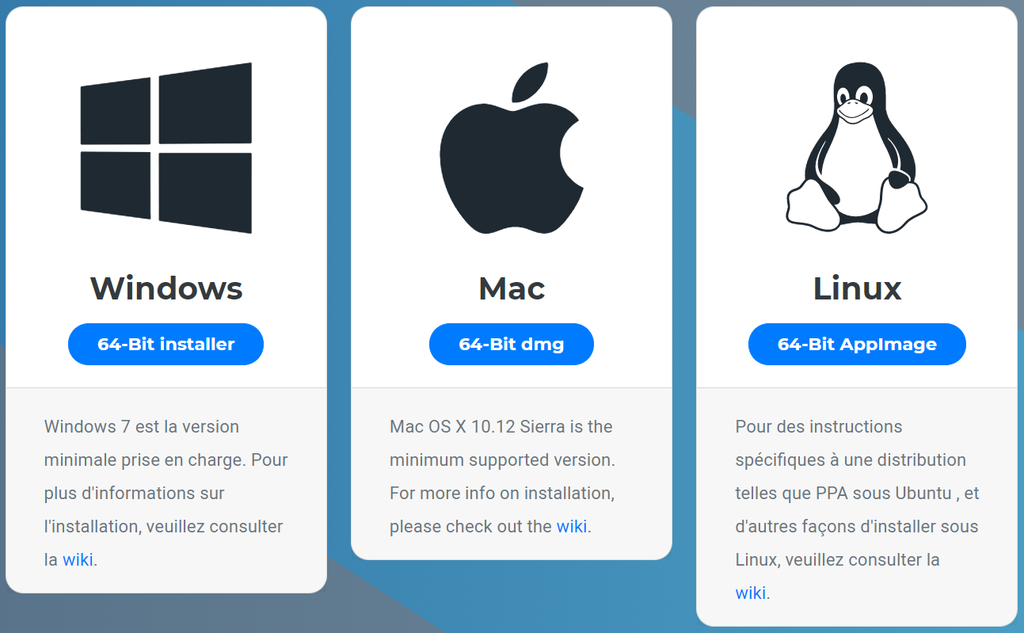 Windows
64-Bit installer
Windows 7 est la version
minimale prise en charge. Pour
plus d'informations sur
l'installation, veuillez consulter
la wiki.
Mac
64-Bit dmg
Mac OS X 10.12 Sierra is the
minimum supported version.
For more info on installation,
please check out the wiki.
Linux
64-Bit AppImage
Pour des instructions
spécifiques à une distribution
telles que PPA sous Ubuntu , et
d'autres façons d'installer sous
Linux, veuillez consulter la
wiki.